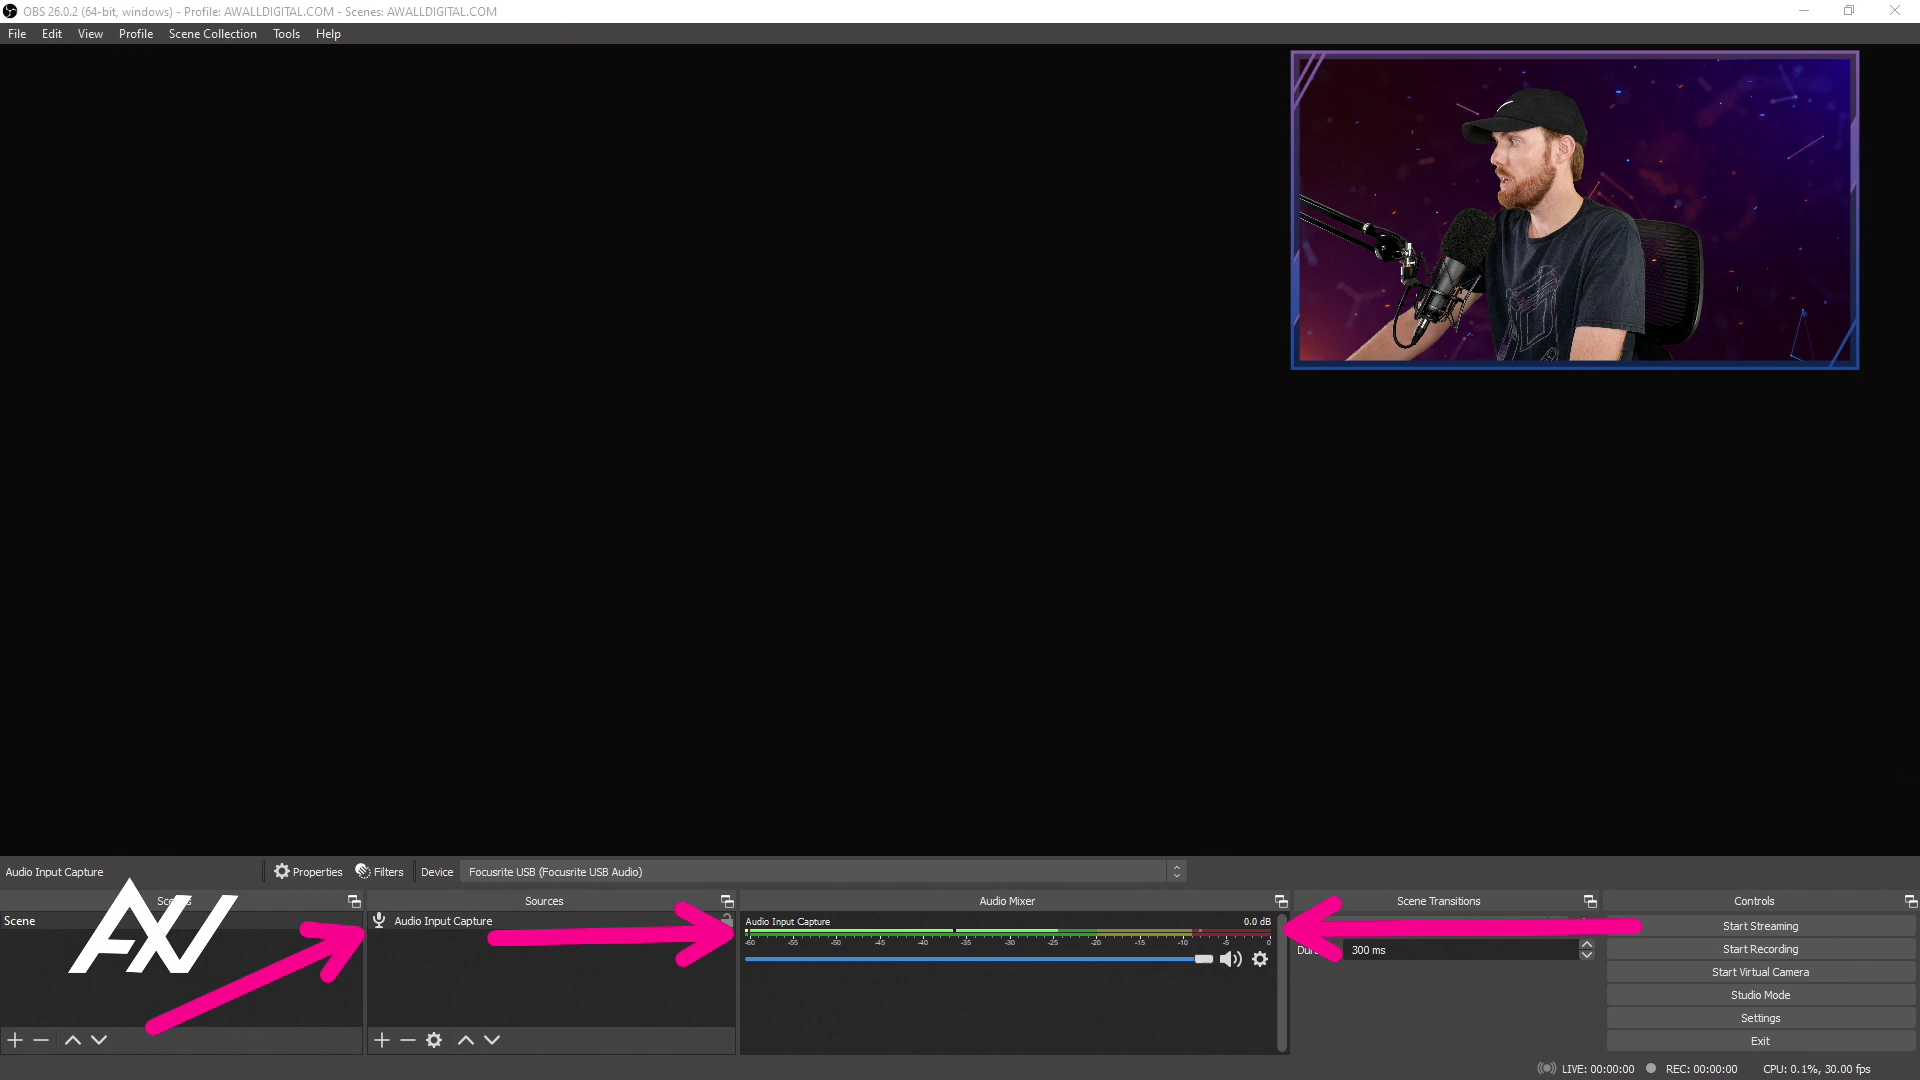 OBS 26.0.2 (64-bit, windows) - Profile: AWALLDIGITAL.COM - Scenes: AWALLDIGITAL.COM
File Edit View Profile Scene Collection Tools Help
Audio Input Capture Properties Filters Device Focusrite USB (Focusrite USB Audio)
Sources Audio Mixer Scene Transitions Controls
Scene Audio Input Capture Audio Input Capture 0.0 dB
-60 -55 -50 -45 -40 -35 -30 -25 -20 -15 -10 -5 0
300 ms
Start Streaming
Start Recording
Start Virtual Camera
Studio Mode
Settings
Exit
LIVE: 00:00:00 REC: 00:00:00 CPU: 0.1%, 30.00 fps